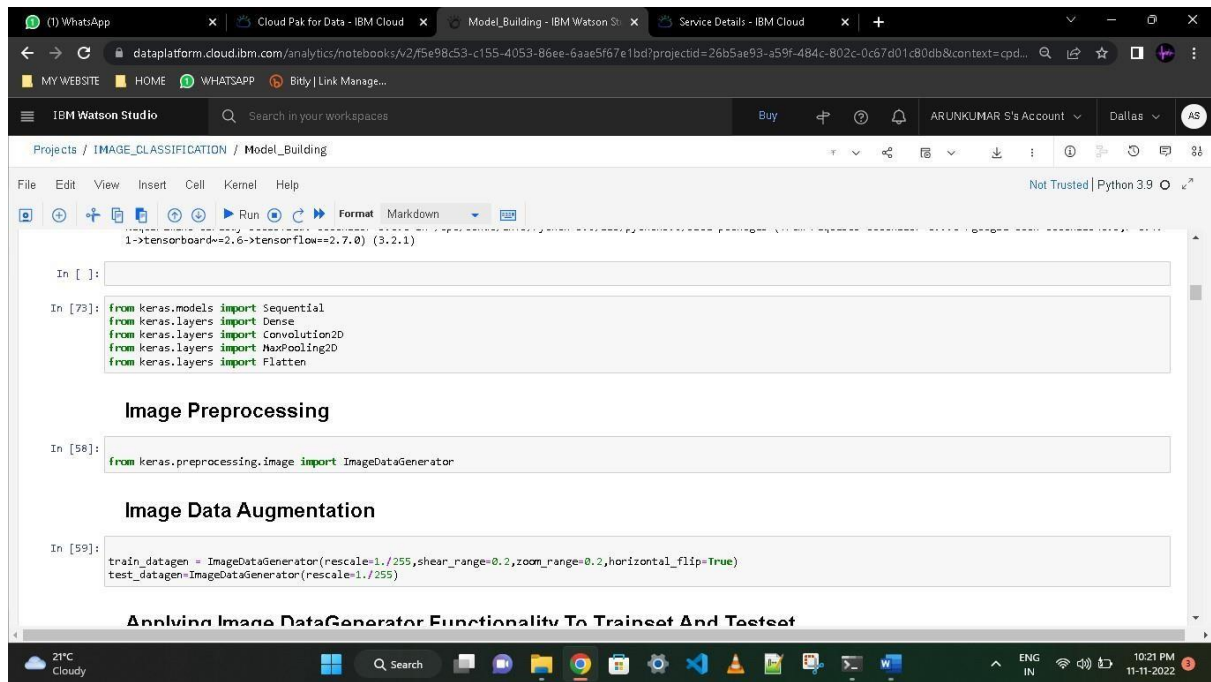 (1) WhatsApp
Cloud Pak for Data - IBM Cloud
Model_Building - IBM Watson St
Service Details - IBM Cloud
dataplatform.cloud.ibm.com/analytics/notebooks/v2/f5e98c53-c155-4053-86ee-6aae5f67e1bd?projectid=26b5ae93-a59f-484c-802c-0c67d01c80db&context=cpd...
MY WEBSITE HOME WHATSAPP Bitly | Link Manage...
IBM Watson Studio Search in your workspaces Buy ARUNKUMAR S's Account Dallas AS
Projects / IMAGE_CLASSIFICATION / Model_Building
File Edit View Insert Cell Kernel Help Not Trusted | Python 3.9
Run Format Markdown
1->tensorboard~=2.6->tensorflow==2.7.0) (3.2.1)
In [ ]:
In [73]: from keras.models import Sequential
from keras.layers import Dense
from keras.layers import Convolution2D
from keras.layers import MaxPooling2D
from keras.layers import Flatten
Image Preprocessing
In [58]:
from keras.preprocessing.image import ImageDataGenerator
Image Data Augmentation
In [59]:
train_datagen = ImageDataGenerator(rescale=1./255,shear_range=0.2,zoom_range=0.2,horizontal_flip=True)
test_datagen=ImageDataGenerator(rescale=1./255)
Applying Image DataGenerator Functionality To Trainset And Testset
21°C
Cloudy
Search
ENG
IN
10:21 PM
11-11-2022
3